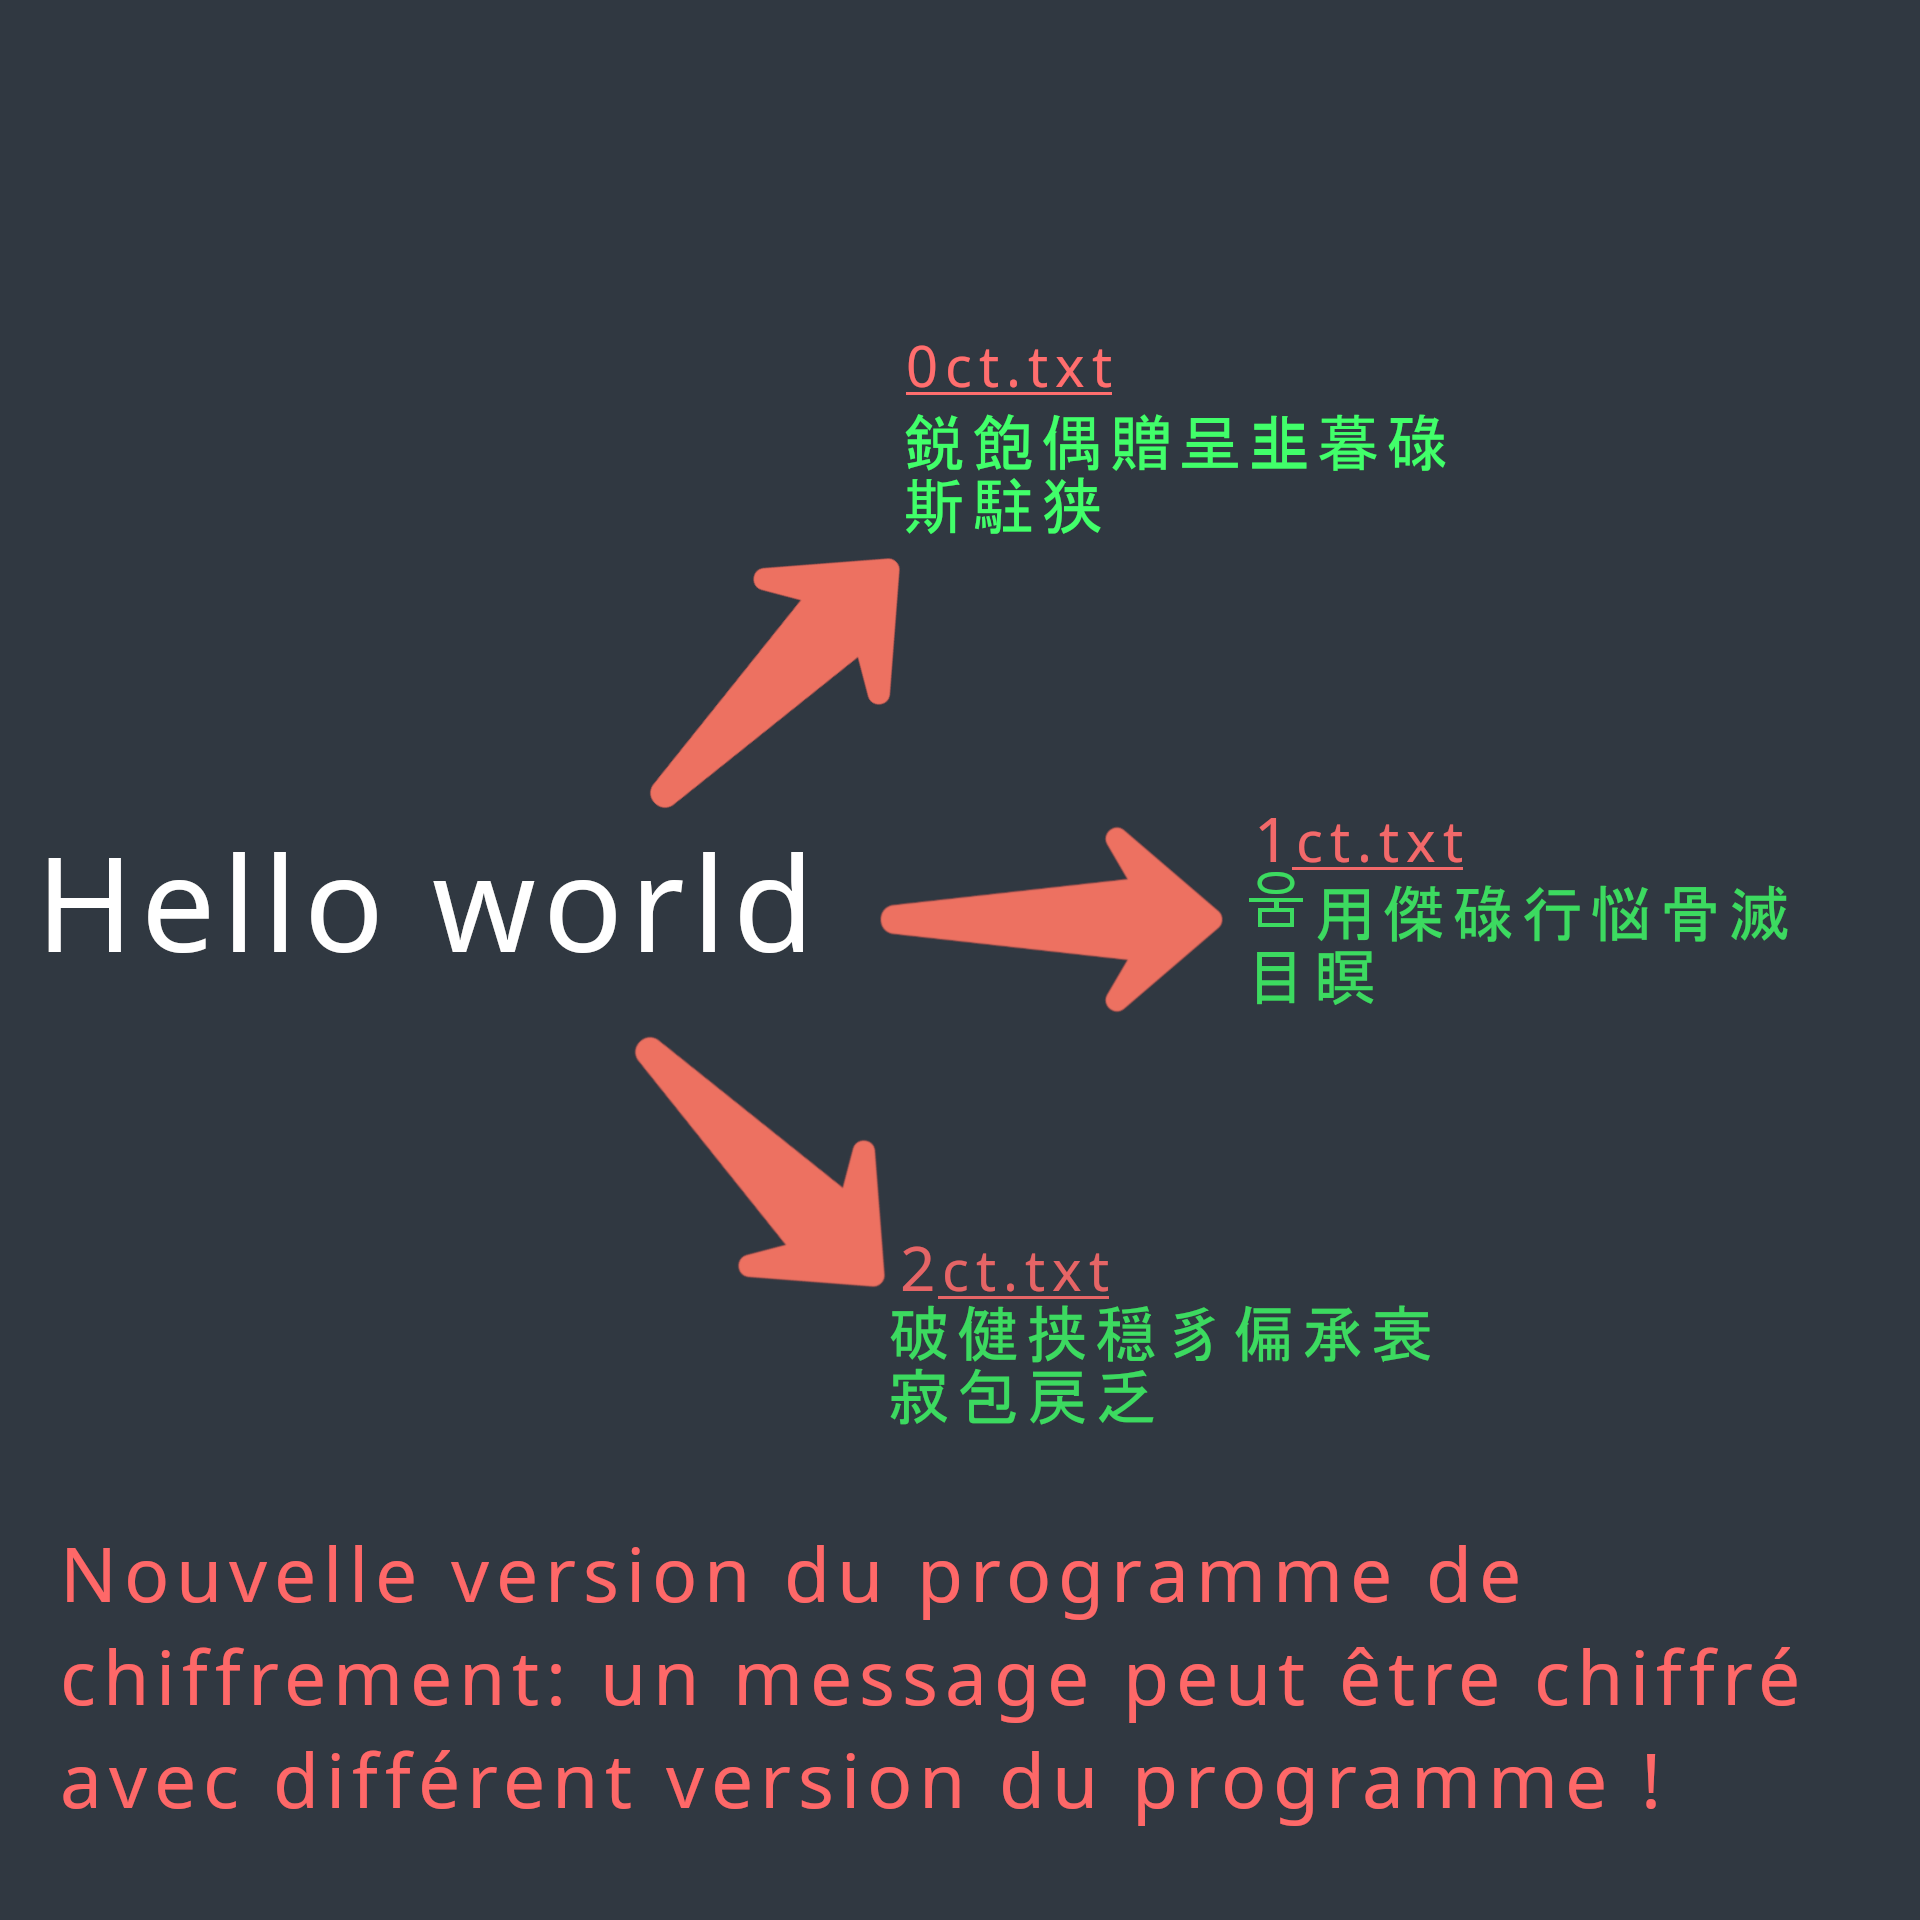 0ct.txt
鋭飽偶贈呈韭暮碌
斯駐狭
Hello world
1ct.txt
움用傑碌行悩骨滅
目瞑
2ct.txt
破健挟穏豸偏承衰
寂包戻乏
Nouvelle version du programme de
chiffrement: un message peut être chiffré
avec différent version du programme !